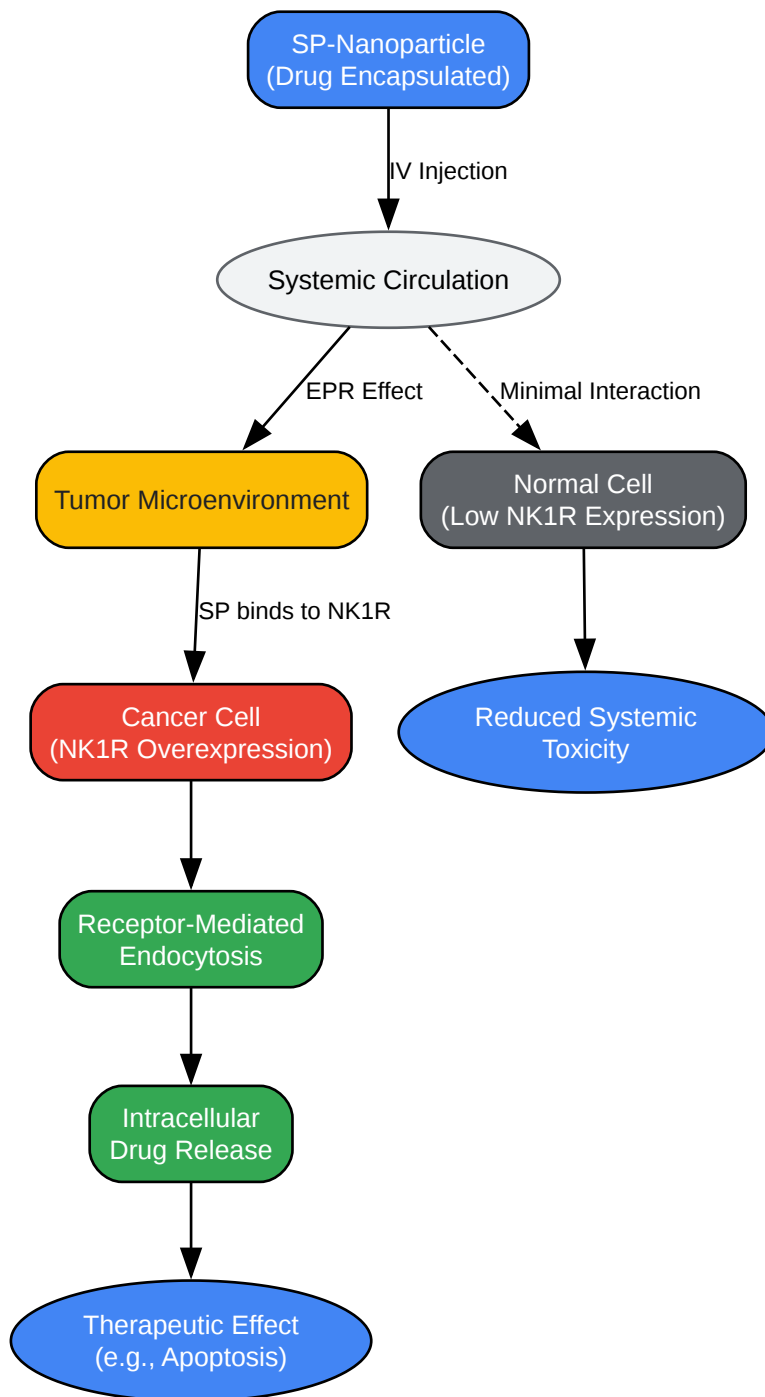 SP-Nanoparticle
(Drug Encapsulated)
IV Injection
Systemic Circulation
EPR Effect
Minimal Interaction
Tumor Microenvironment
Normal Cell
(Low NK1R Expression)
SP binds to NK1R
Cancer Cell
(NK1R Overexpression)
Reduced Systemic
Toxicity
Receptor-Mediated
Endocytosis
Intracellular
Drug Release
Therapeutic Effect
(e.g., Apoptosis)